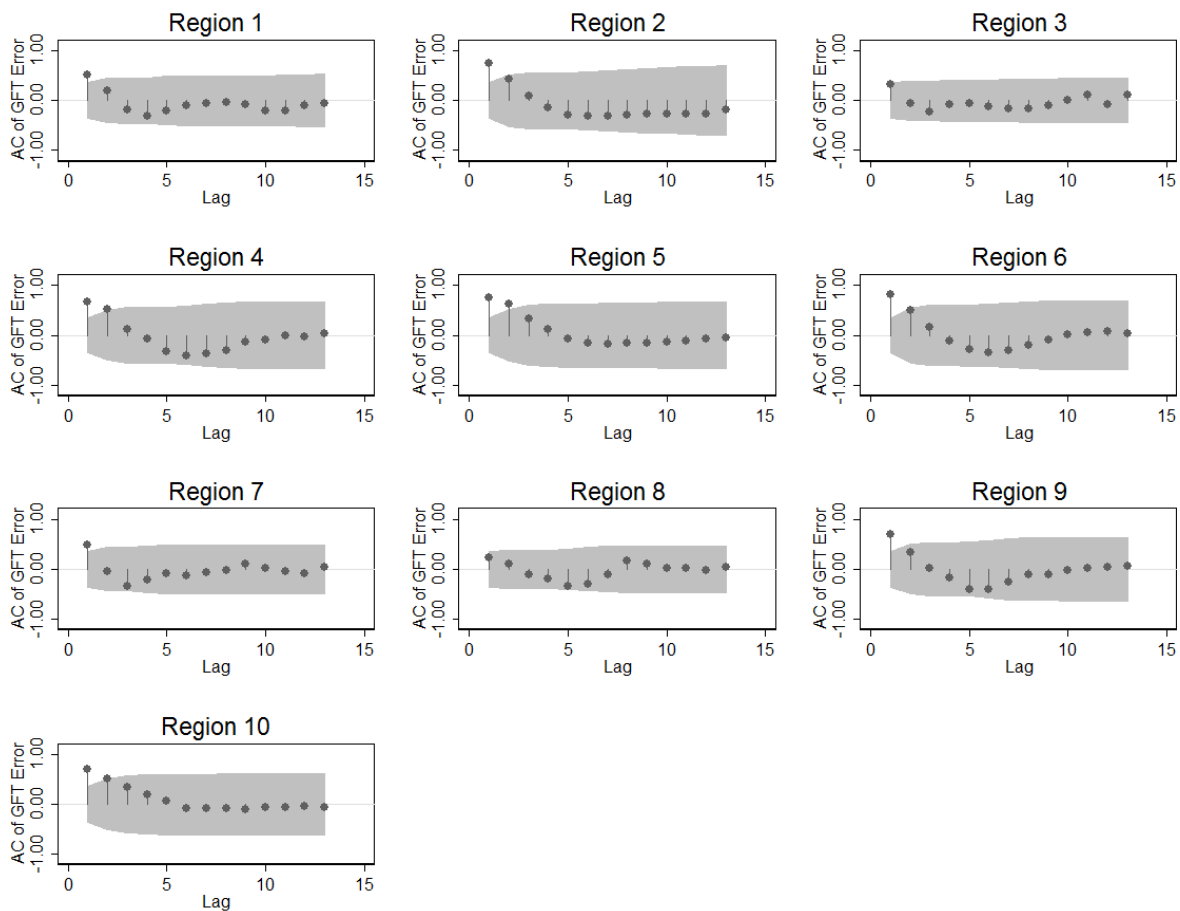 Region 1
AC of GFT Error
1.00
0.00
-1.00
0 5 10 15
Lag
Region 2
AC of GFT Error
1.00
0.00
-1.00
0 5 10 15
Lag
Region 3
AC of GFT Error
1.00
0.00
-1.00
0 5 10 15
Lag
Region 4
AC of GFT Error
1.00
0.00
-1.00
0 5 10 15
Lag
Region 5
AC of GFT Error
1.00
0.00
-1.00
0 5 10 15
Lag
Region 6
AC of GFT Error
1.00
0.00
-1.00
0 5 10 15
Lag
Region 7
AC of GFT Error
1.00
0.00
-1.00
0 5 10 15
Lag
Region 8
AC of GFT Error
1.00
0.00
-1.00
0 5 10 15
Lag
Region 9
AC of GFT Error
1.00
0.00
-1.00
0 5 10 15
Lag
Region 10
AC of GFT Error
1.00
0.00
-1.00
0 5 10 15
Lag